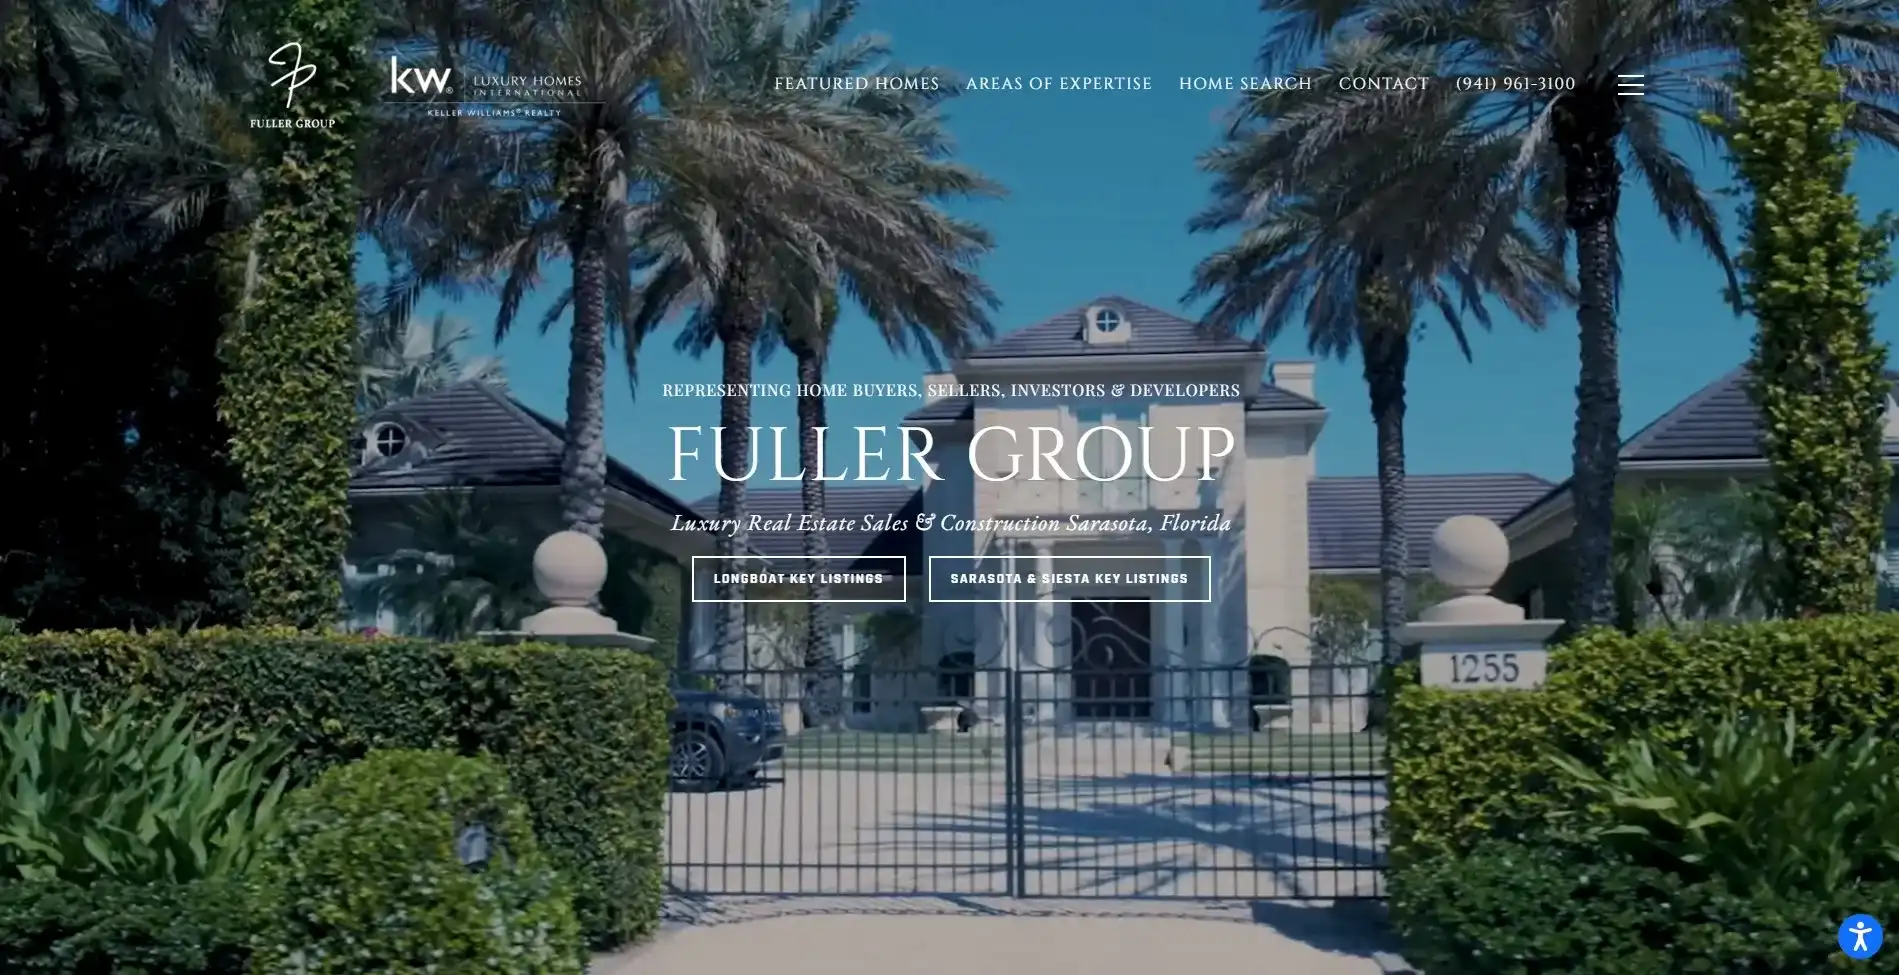 FULLER GROUP
kw® LUXURY HOMES
INTERNATIONAL
KELLER WILLIAMS® REALTY
FEATURED HOMES AREAS OF EXPERTISE HOME SEARCH CONTACT (941) 961-3100
REPRESENTING HOME BUYERS, SELLERS, INVESTORS & DEVELOPERS
FULLER GROUP
Luxury Real Estate Sales & Construction Sarasota, Florida
LONGBOAT KEY LISTINGS SARASOTA & SIESTA KEY LISTINGS
1255